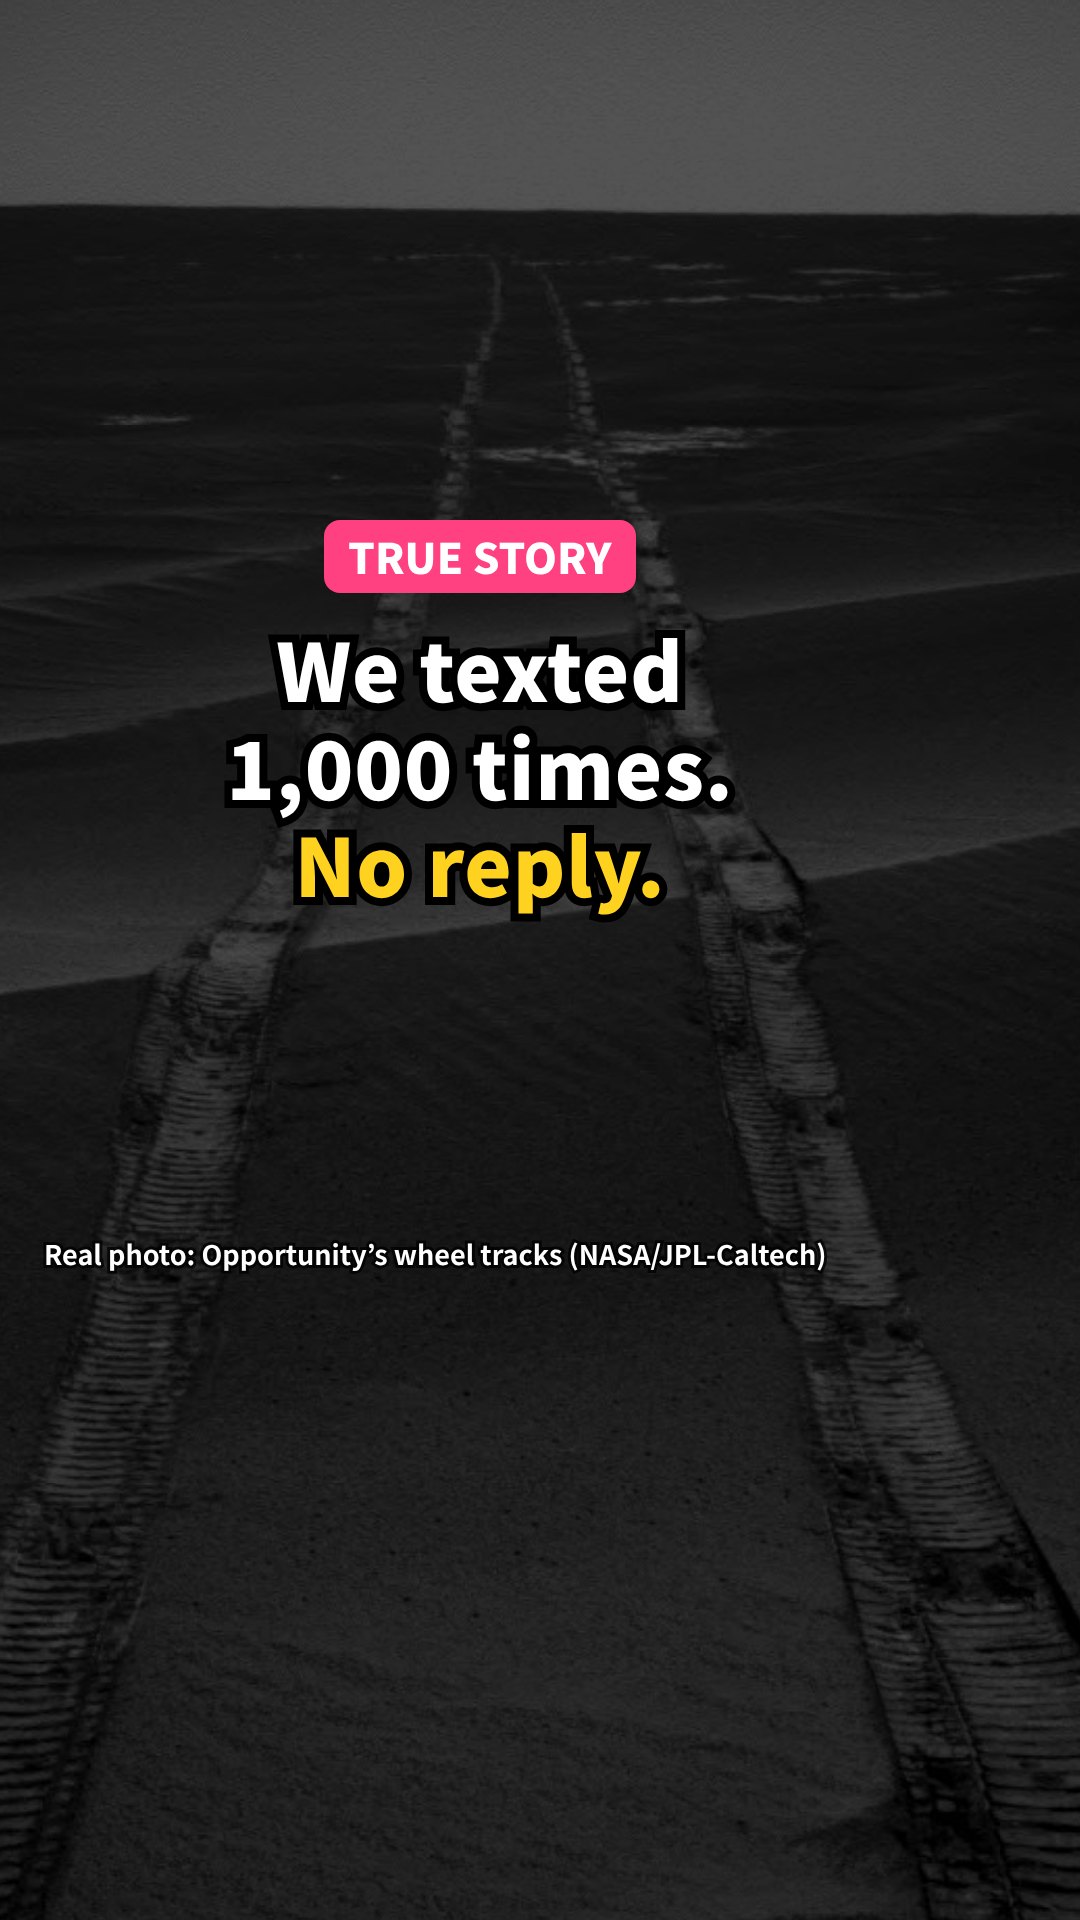 TRUE STORY
We texted
1,000 times.
No reply.
Real photo: Opportunity’s wheel tracks (NASA/JPL-Caltech)